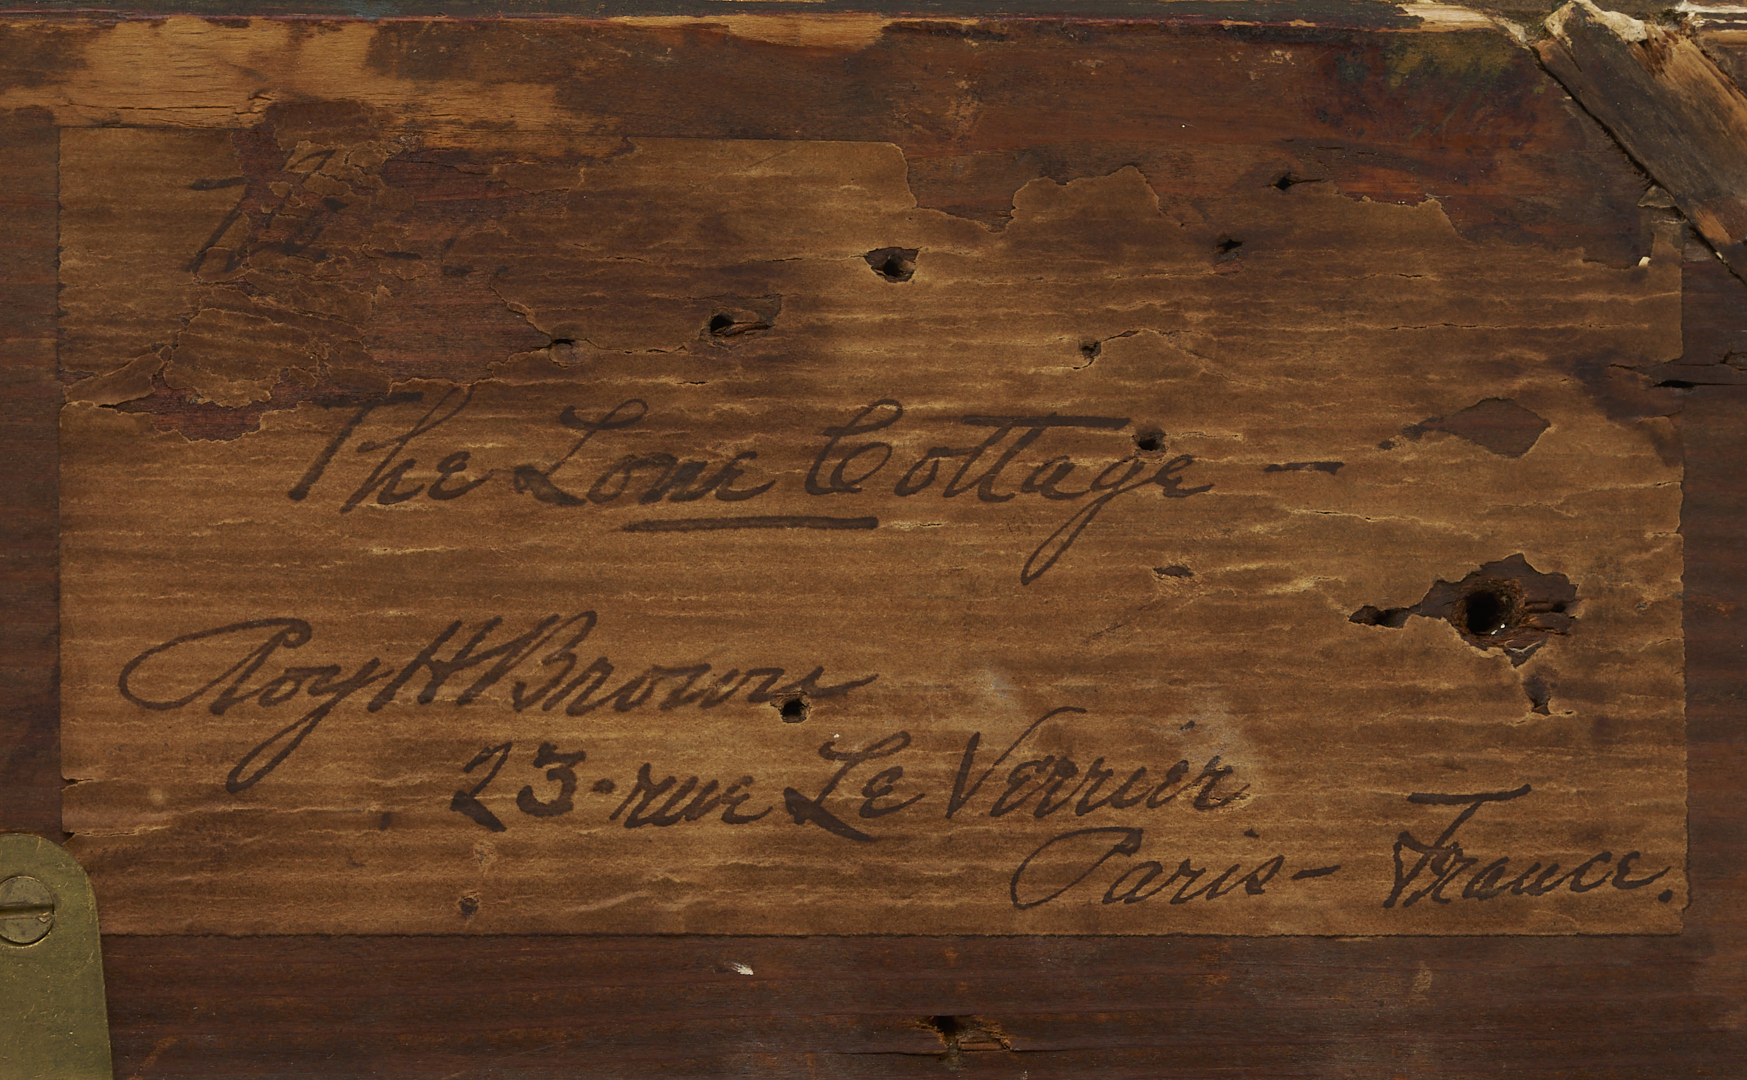 The Lone Cottage —
Roy H Brown
23 · rue Le Verrier
Paris – France.